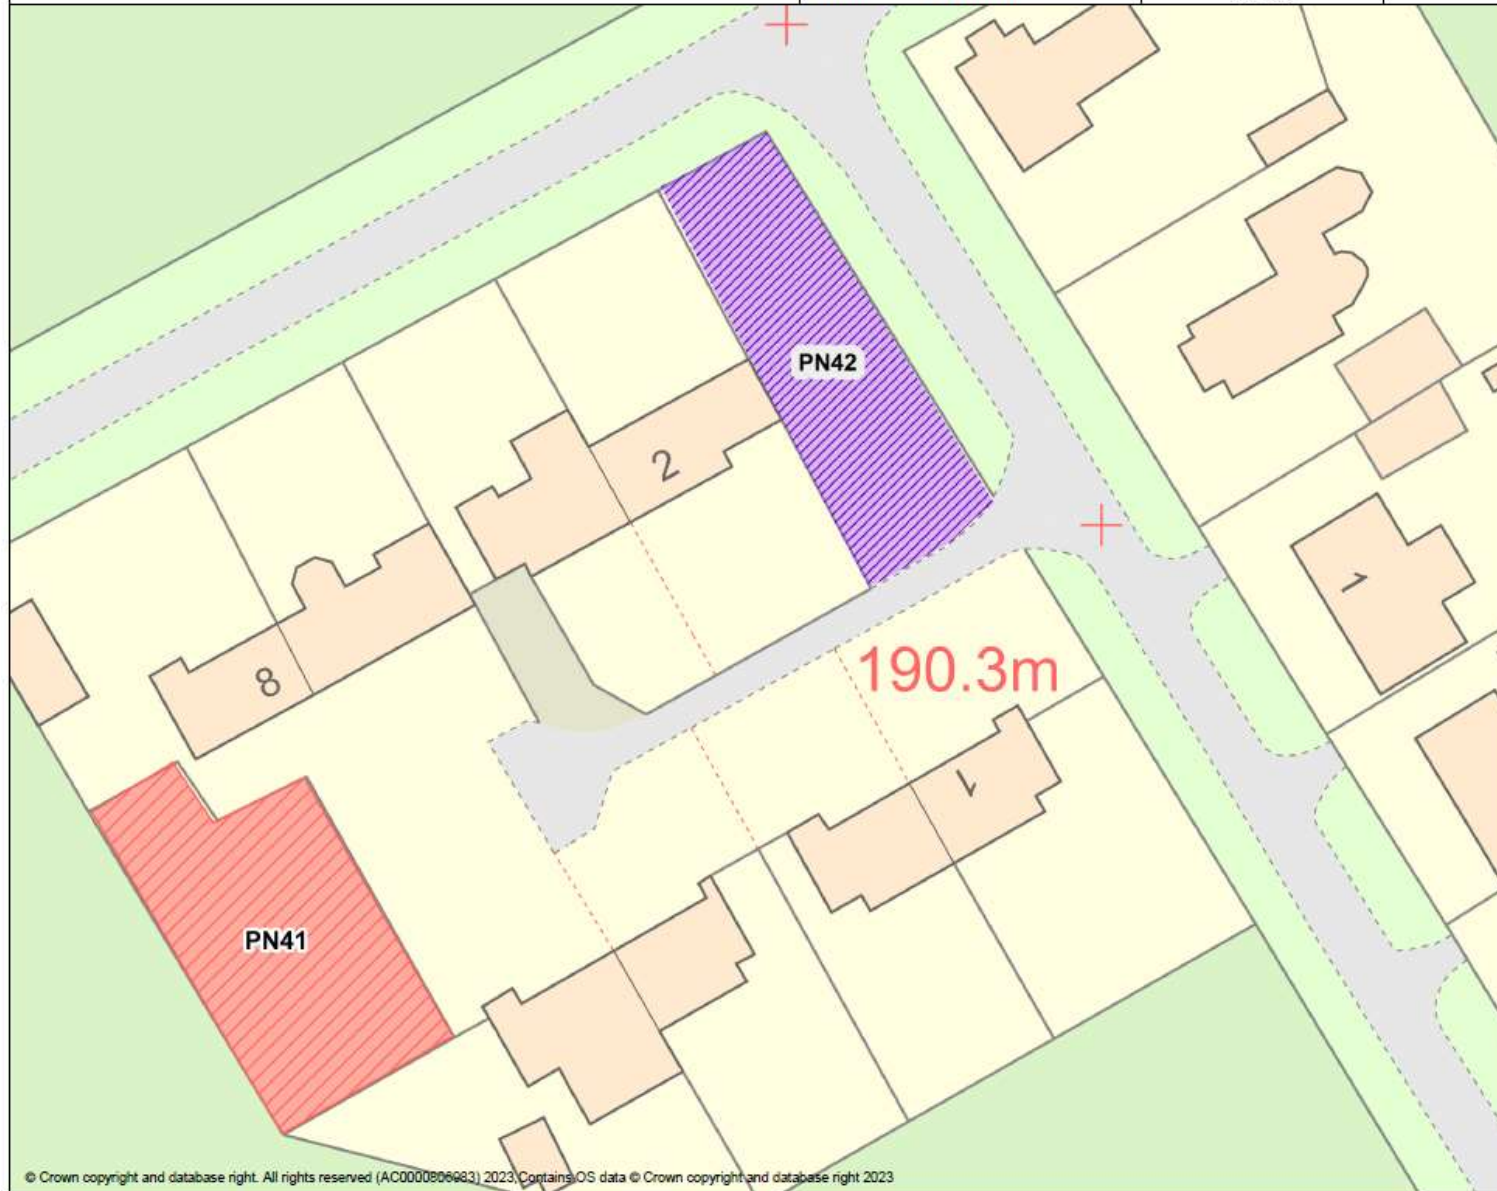 PN42
2
190.3m
1
8
1
PN41
© Crown copyright and database right. All rights reserved (AC0000806983) 2023,Contains OS data © Crown copyright and database right 2023